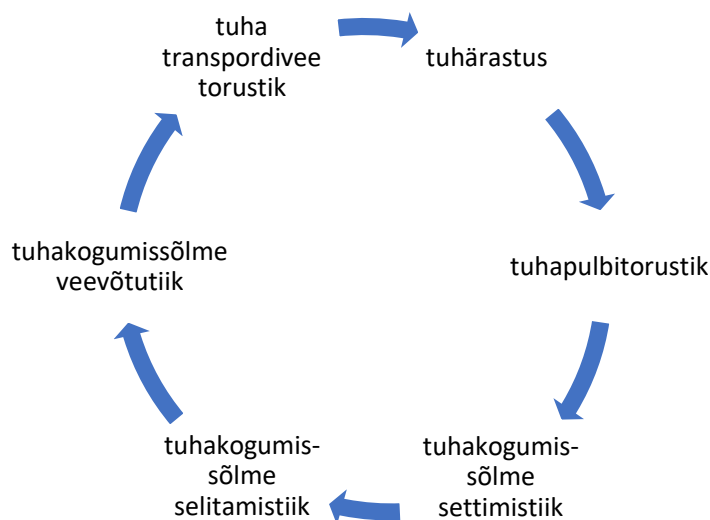 tuha
transpordivee
torustik
tuhärastus
tuhapulbitorustik
tuhakogumis-
sõlme
settimistiik
tuhakogumis-
sõlme
selitamistiik
tuhakogumissõlme
veevõtutiik